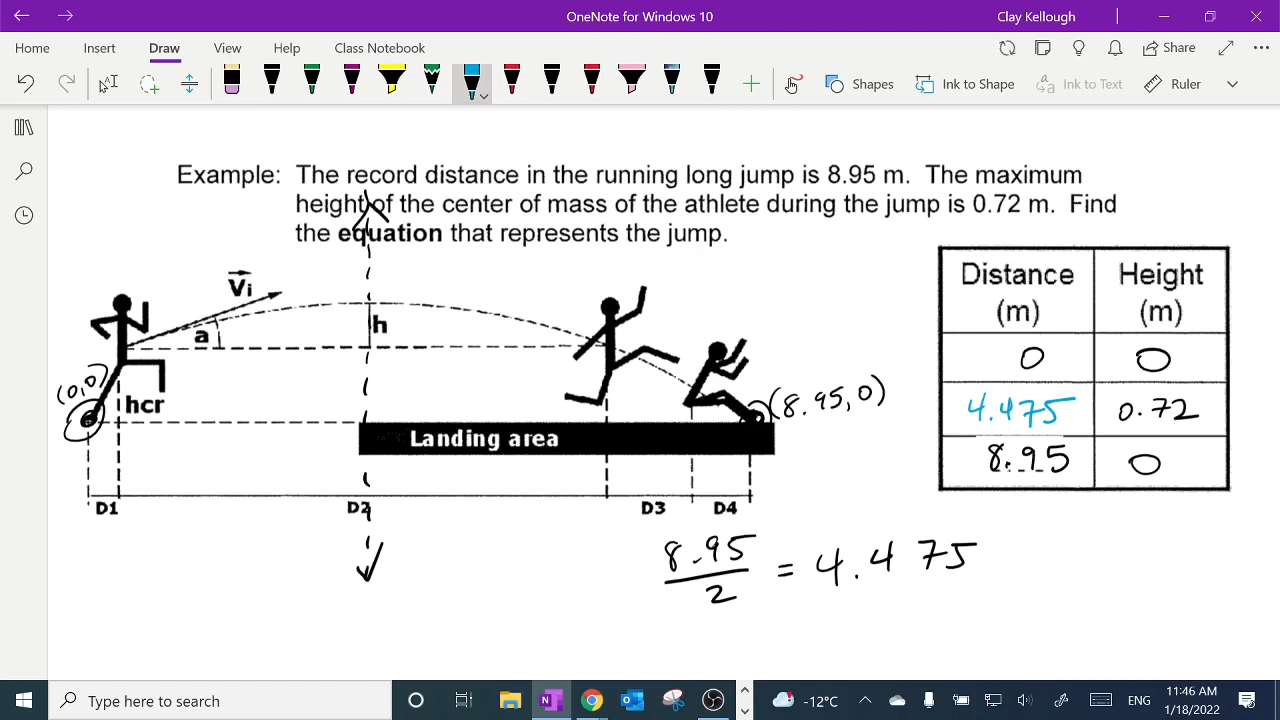 OneNote for Windows 10
Clay Kellough
Home Insert Draw View Help Class Notebook Share
Shapes Ink to Shape Ink to Text Ruler
Example: The record distance in the running long jump is 8.95 m. The maximum
height of the center of mass of the athlete during the jump is 0.72 m. Find
the equation that represents the jump.
Distance (m) Height (m)
0 0
4.475 0.72
8.95 0
Vi
a
h
(0,0)
hcr
(8.95,0)
Landing area
D1 D2 D3 D4
8.95/2 = 4.475
Type here to search
-12°C
ENG
11:46 AM
1/18/2022